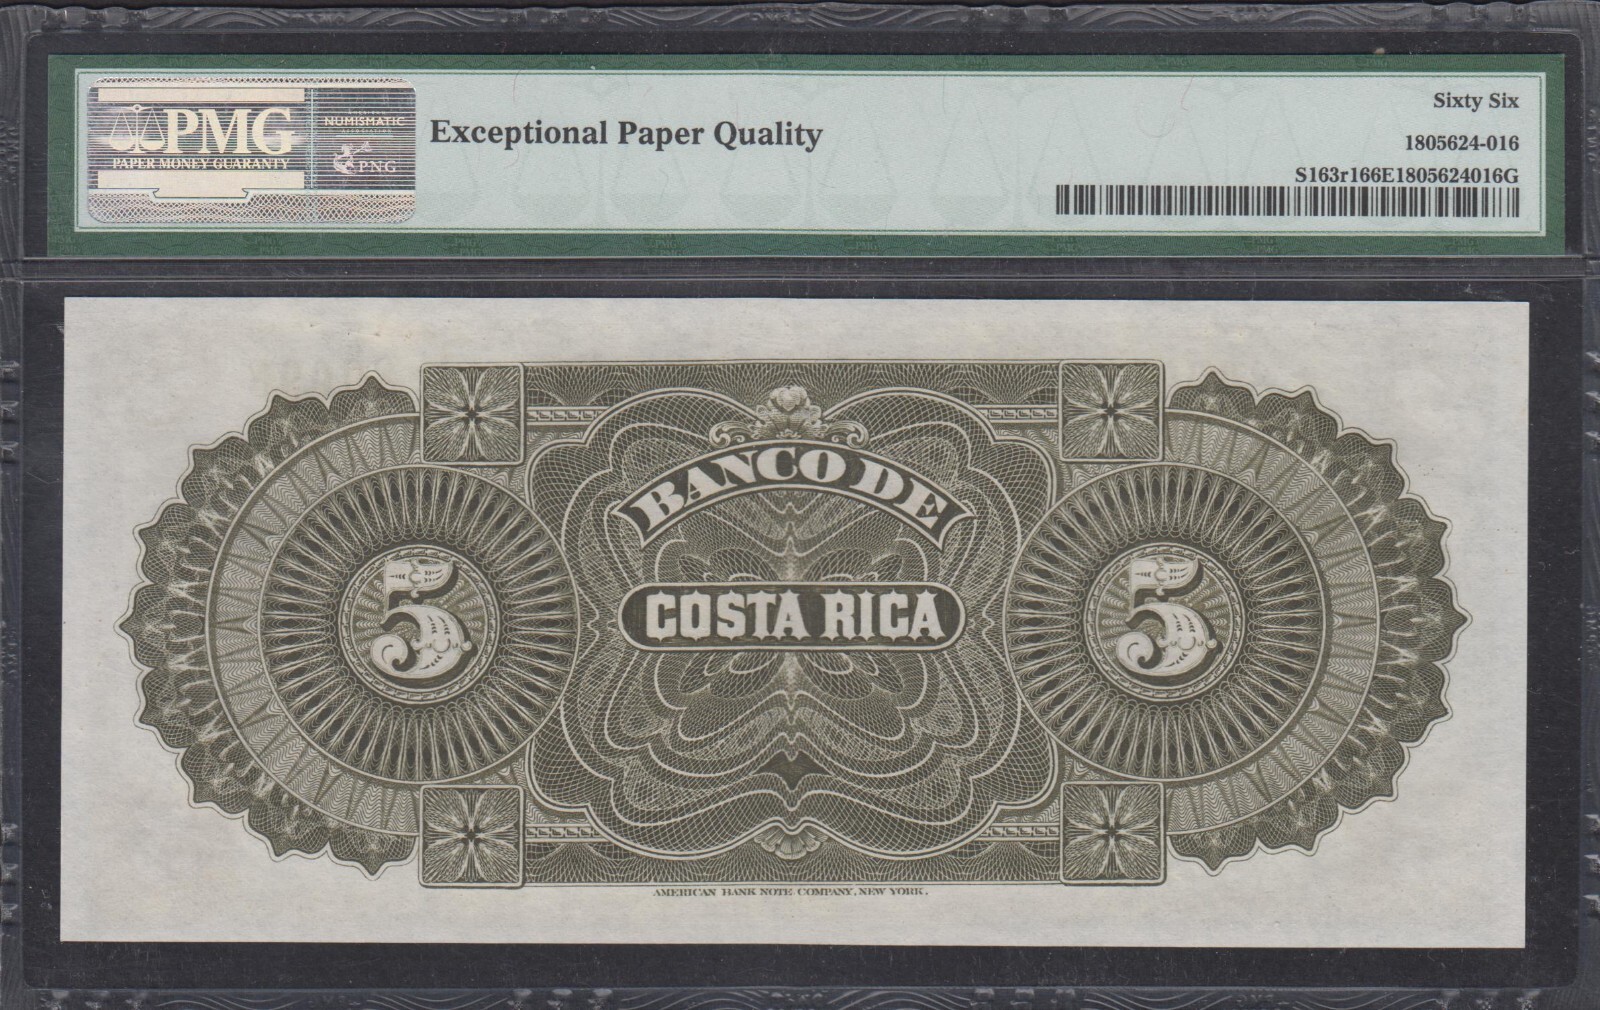 PMG
PAPER MONEY GUARANTY
NUMISMATIC
PNG
Exceptional Paper Quality
Sixty Six
1805624-016
S163r166E1805624016G
BANCO DE
COSTA RICA
5
5
AMERICAN BANK NOTE COMPANY, NEW YORK.